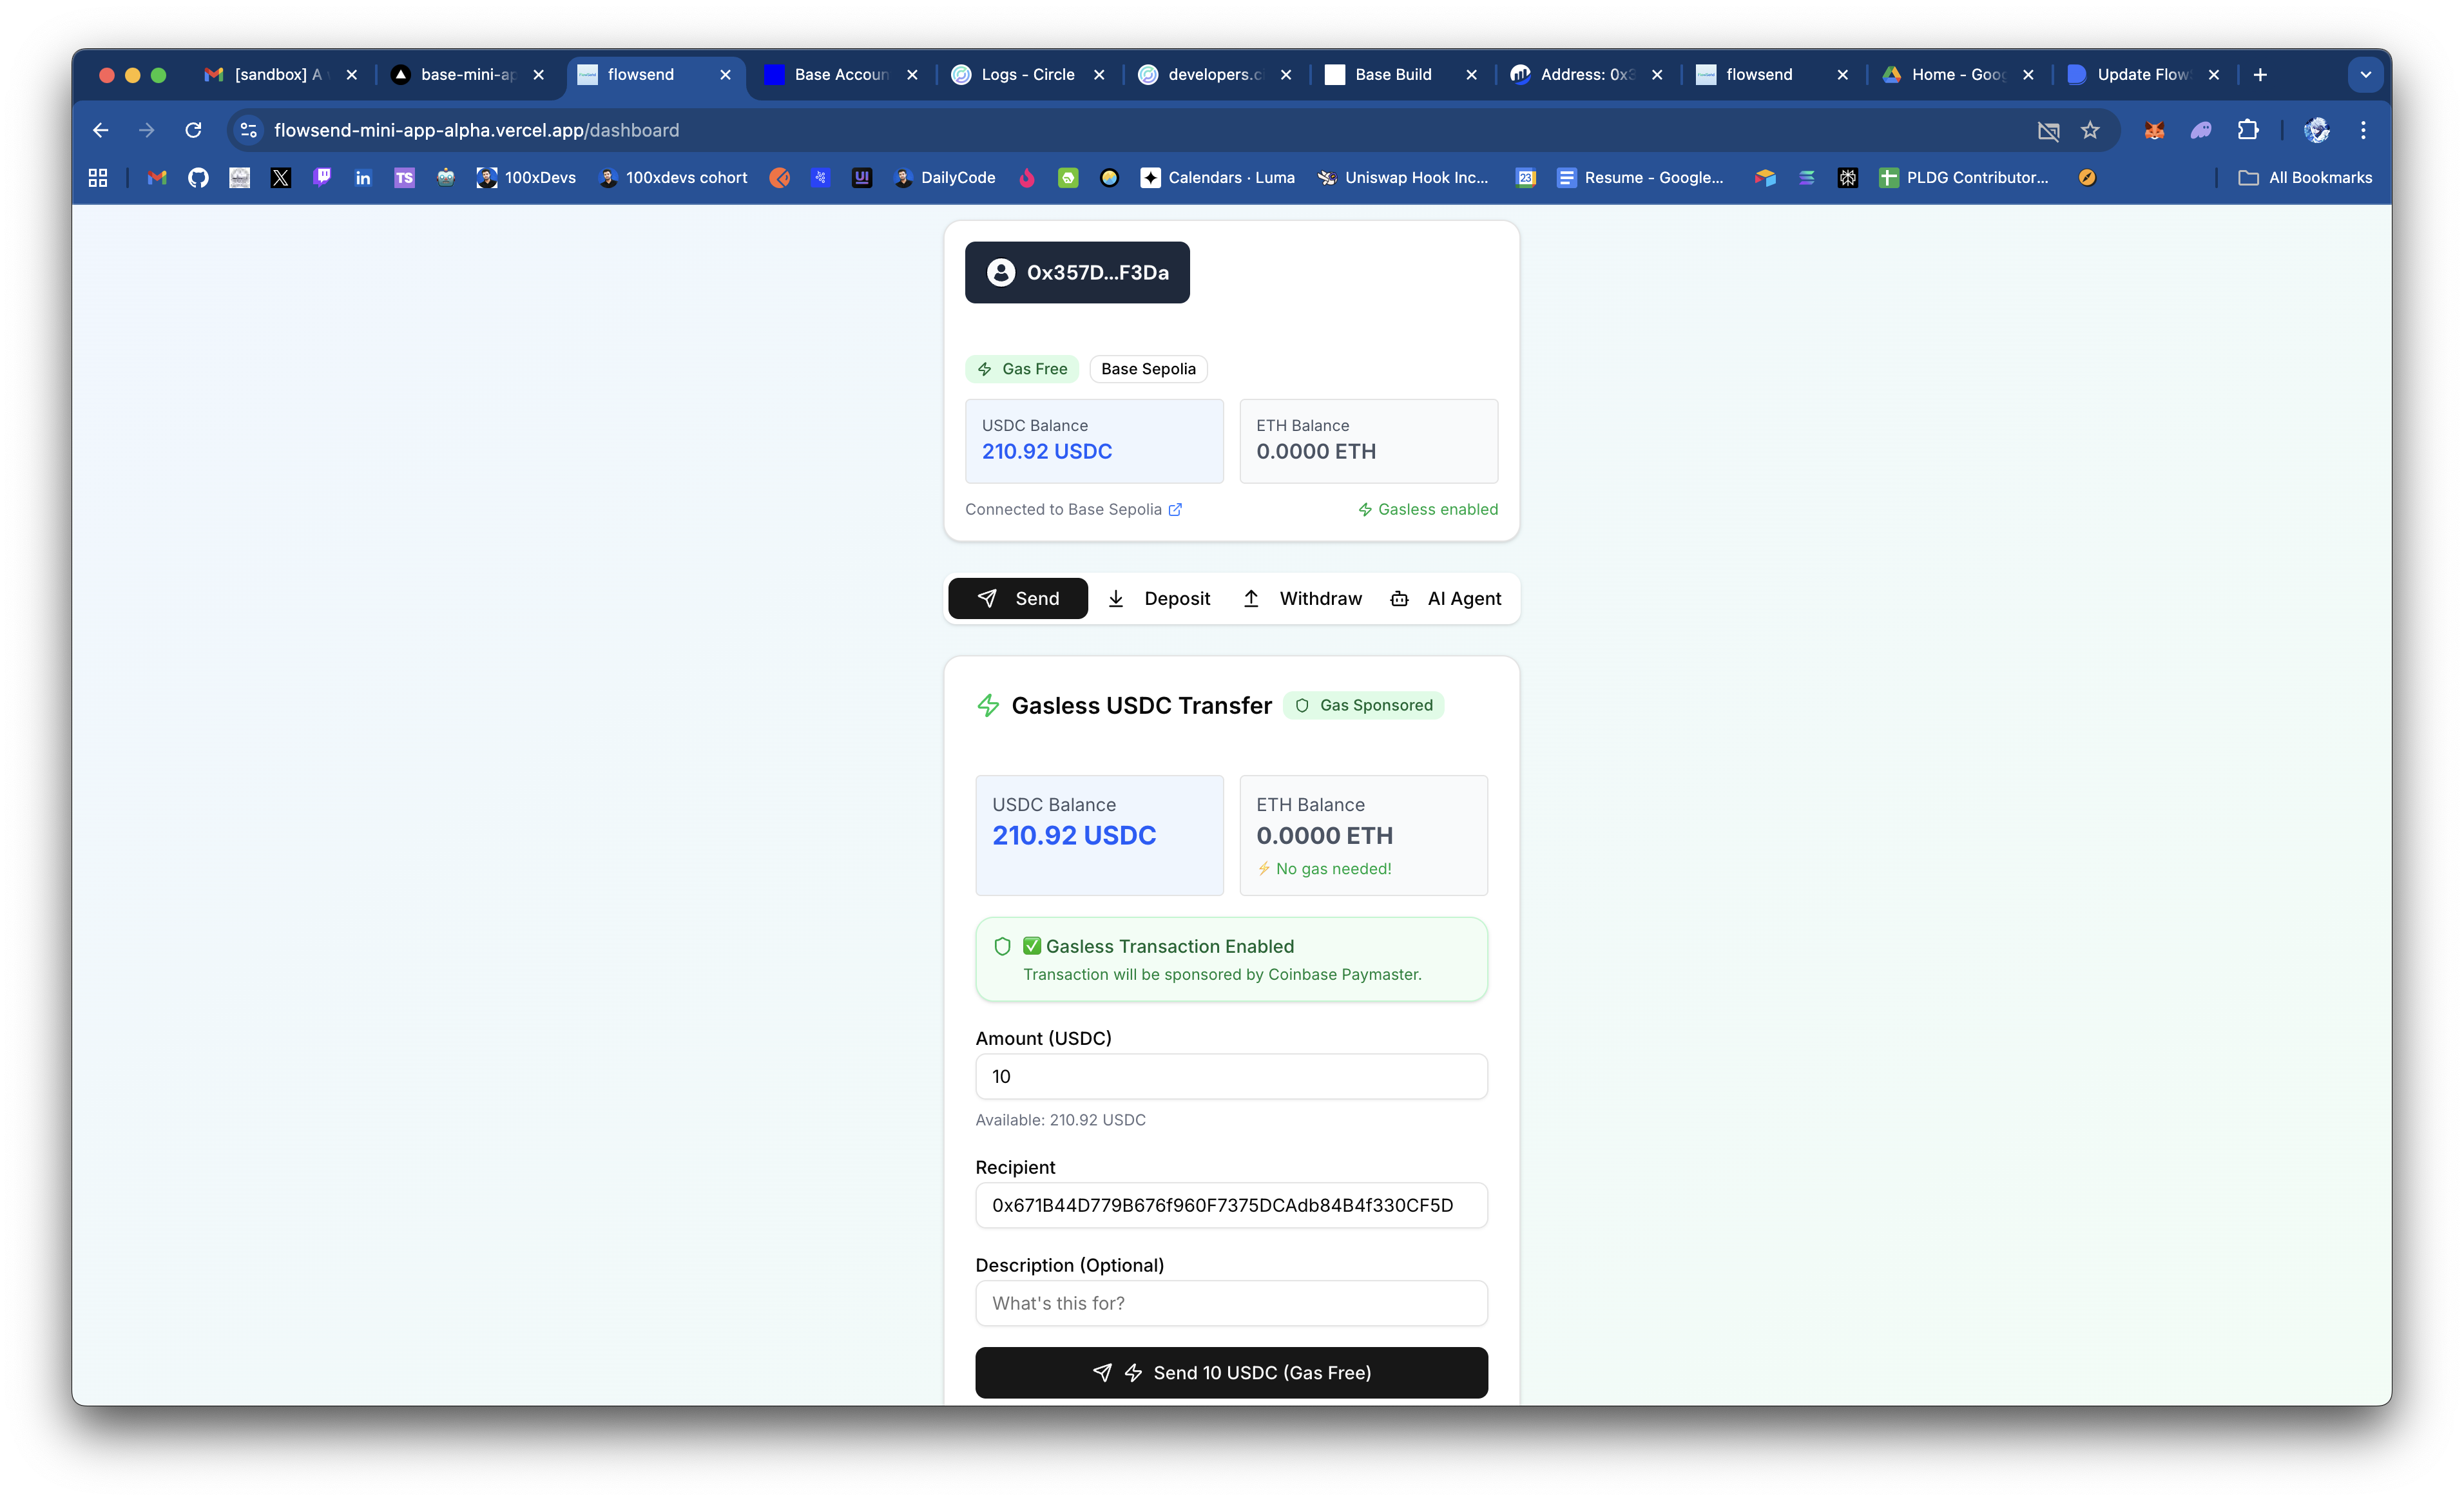 [sandbox] A
base-mini-ap
flowsend
Base Accoun
Logs - Circle
developers.ci
Base Build
Address: 0x3
flowsend
Home - Goog
Update Flow
flowsend-mini-app-alpha.vercel.app/dashboard
100xDevs
100xdevs cohort
DailyCode
Calendars · Luma
Uniswap Hook Inc...
Resume - Google...
PLDG Contributor...
All Bookmarks
0x357D...F3Da
Gas Free
Base Sepolia
USDC Balance
210.92 USDC
ETH Balance
0.0000 ETH
Connected to Base Sepolia
Gasless enabled
Send
Deposit
Withdraw
AI Agent
Gasless USDC Transfer
Gas Sponsored
USDC Balance
210.92 USDC
ETH Balance
0.0000 ETH
⚡ No gas needed!
✅ Gasless Transaction Enabled
Transaction will be sponsored by Coinbase Paymaster.
Amount (USDC)
10
Available: 210.92 USDC
Recipient
0x671B44D779B676f960F7375DCAdb84B4f330CF5D
Description (Optional)
What's this for?
Send 10 USDC (Gas Free)